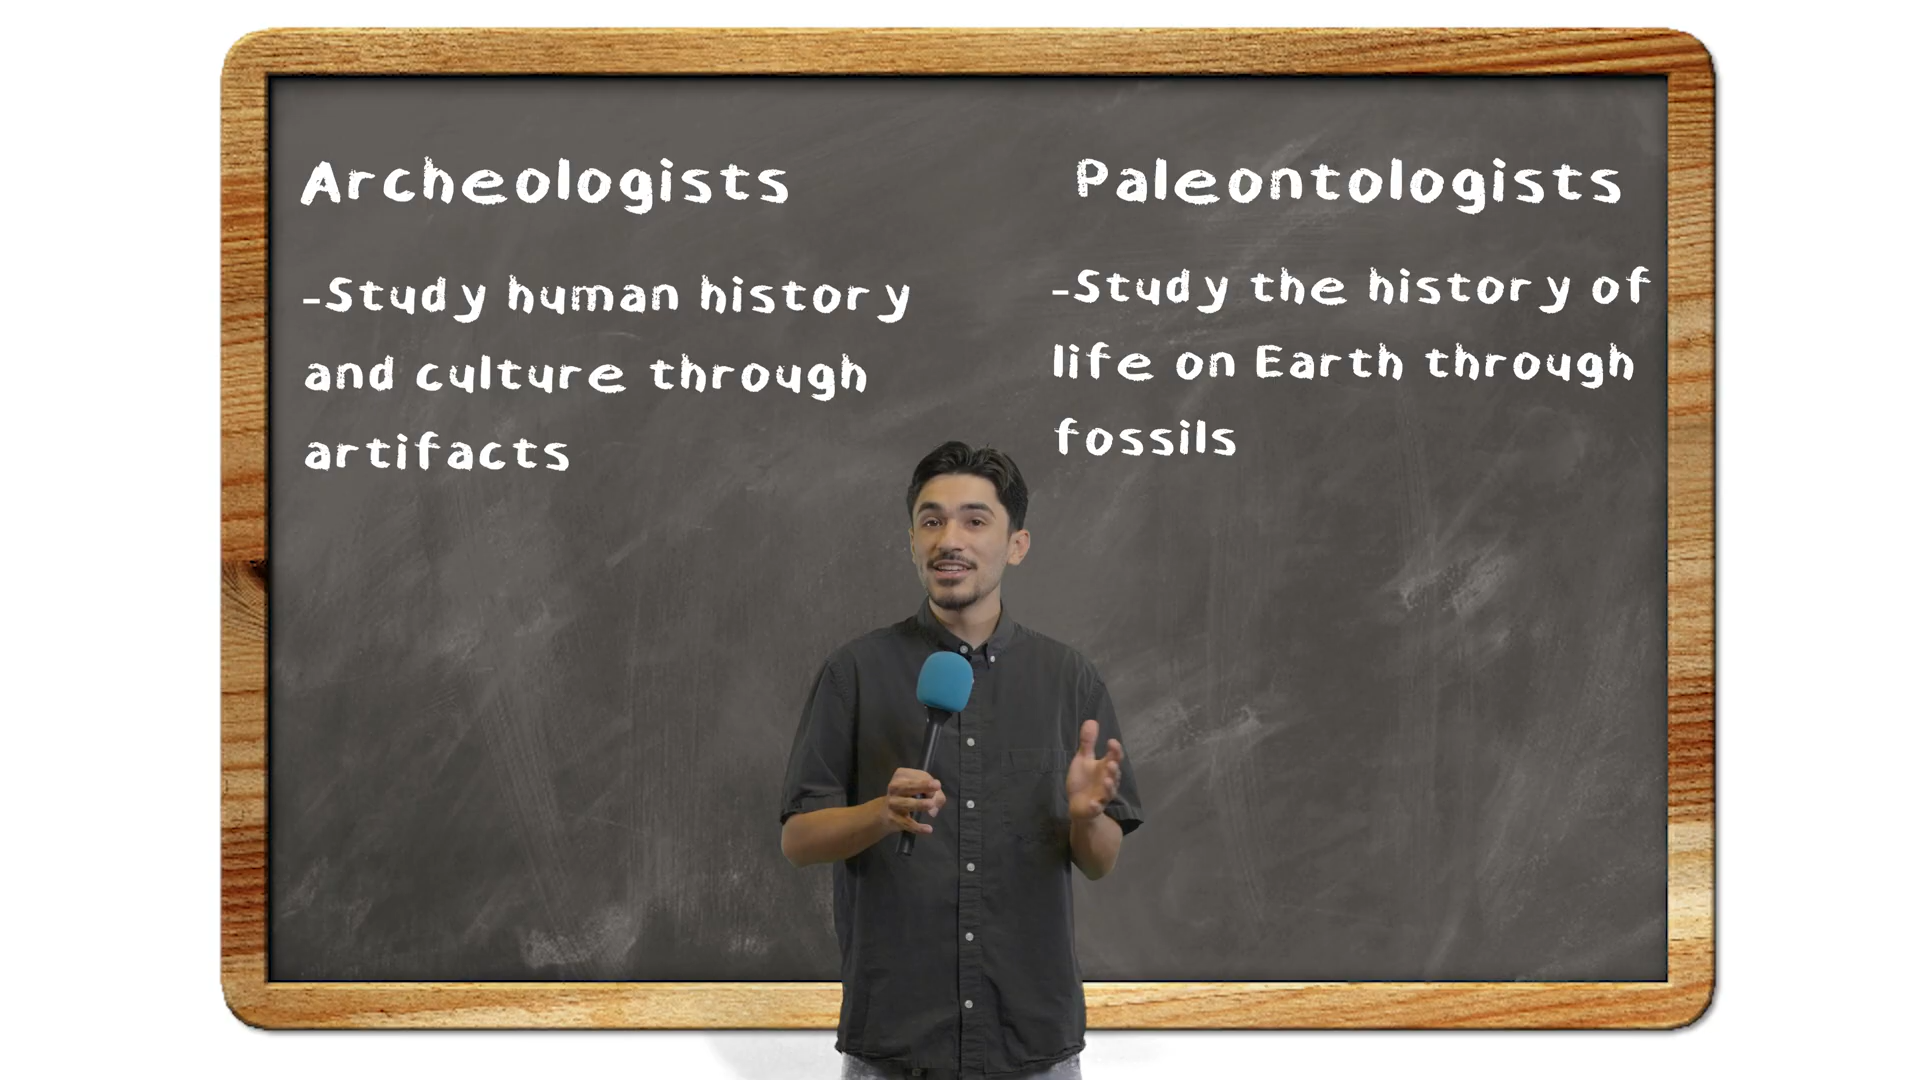 Archeologists
-Study human history
and culture through
artifacts
Paleontologists
-Study the history of
life on Earth through
fossils